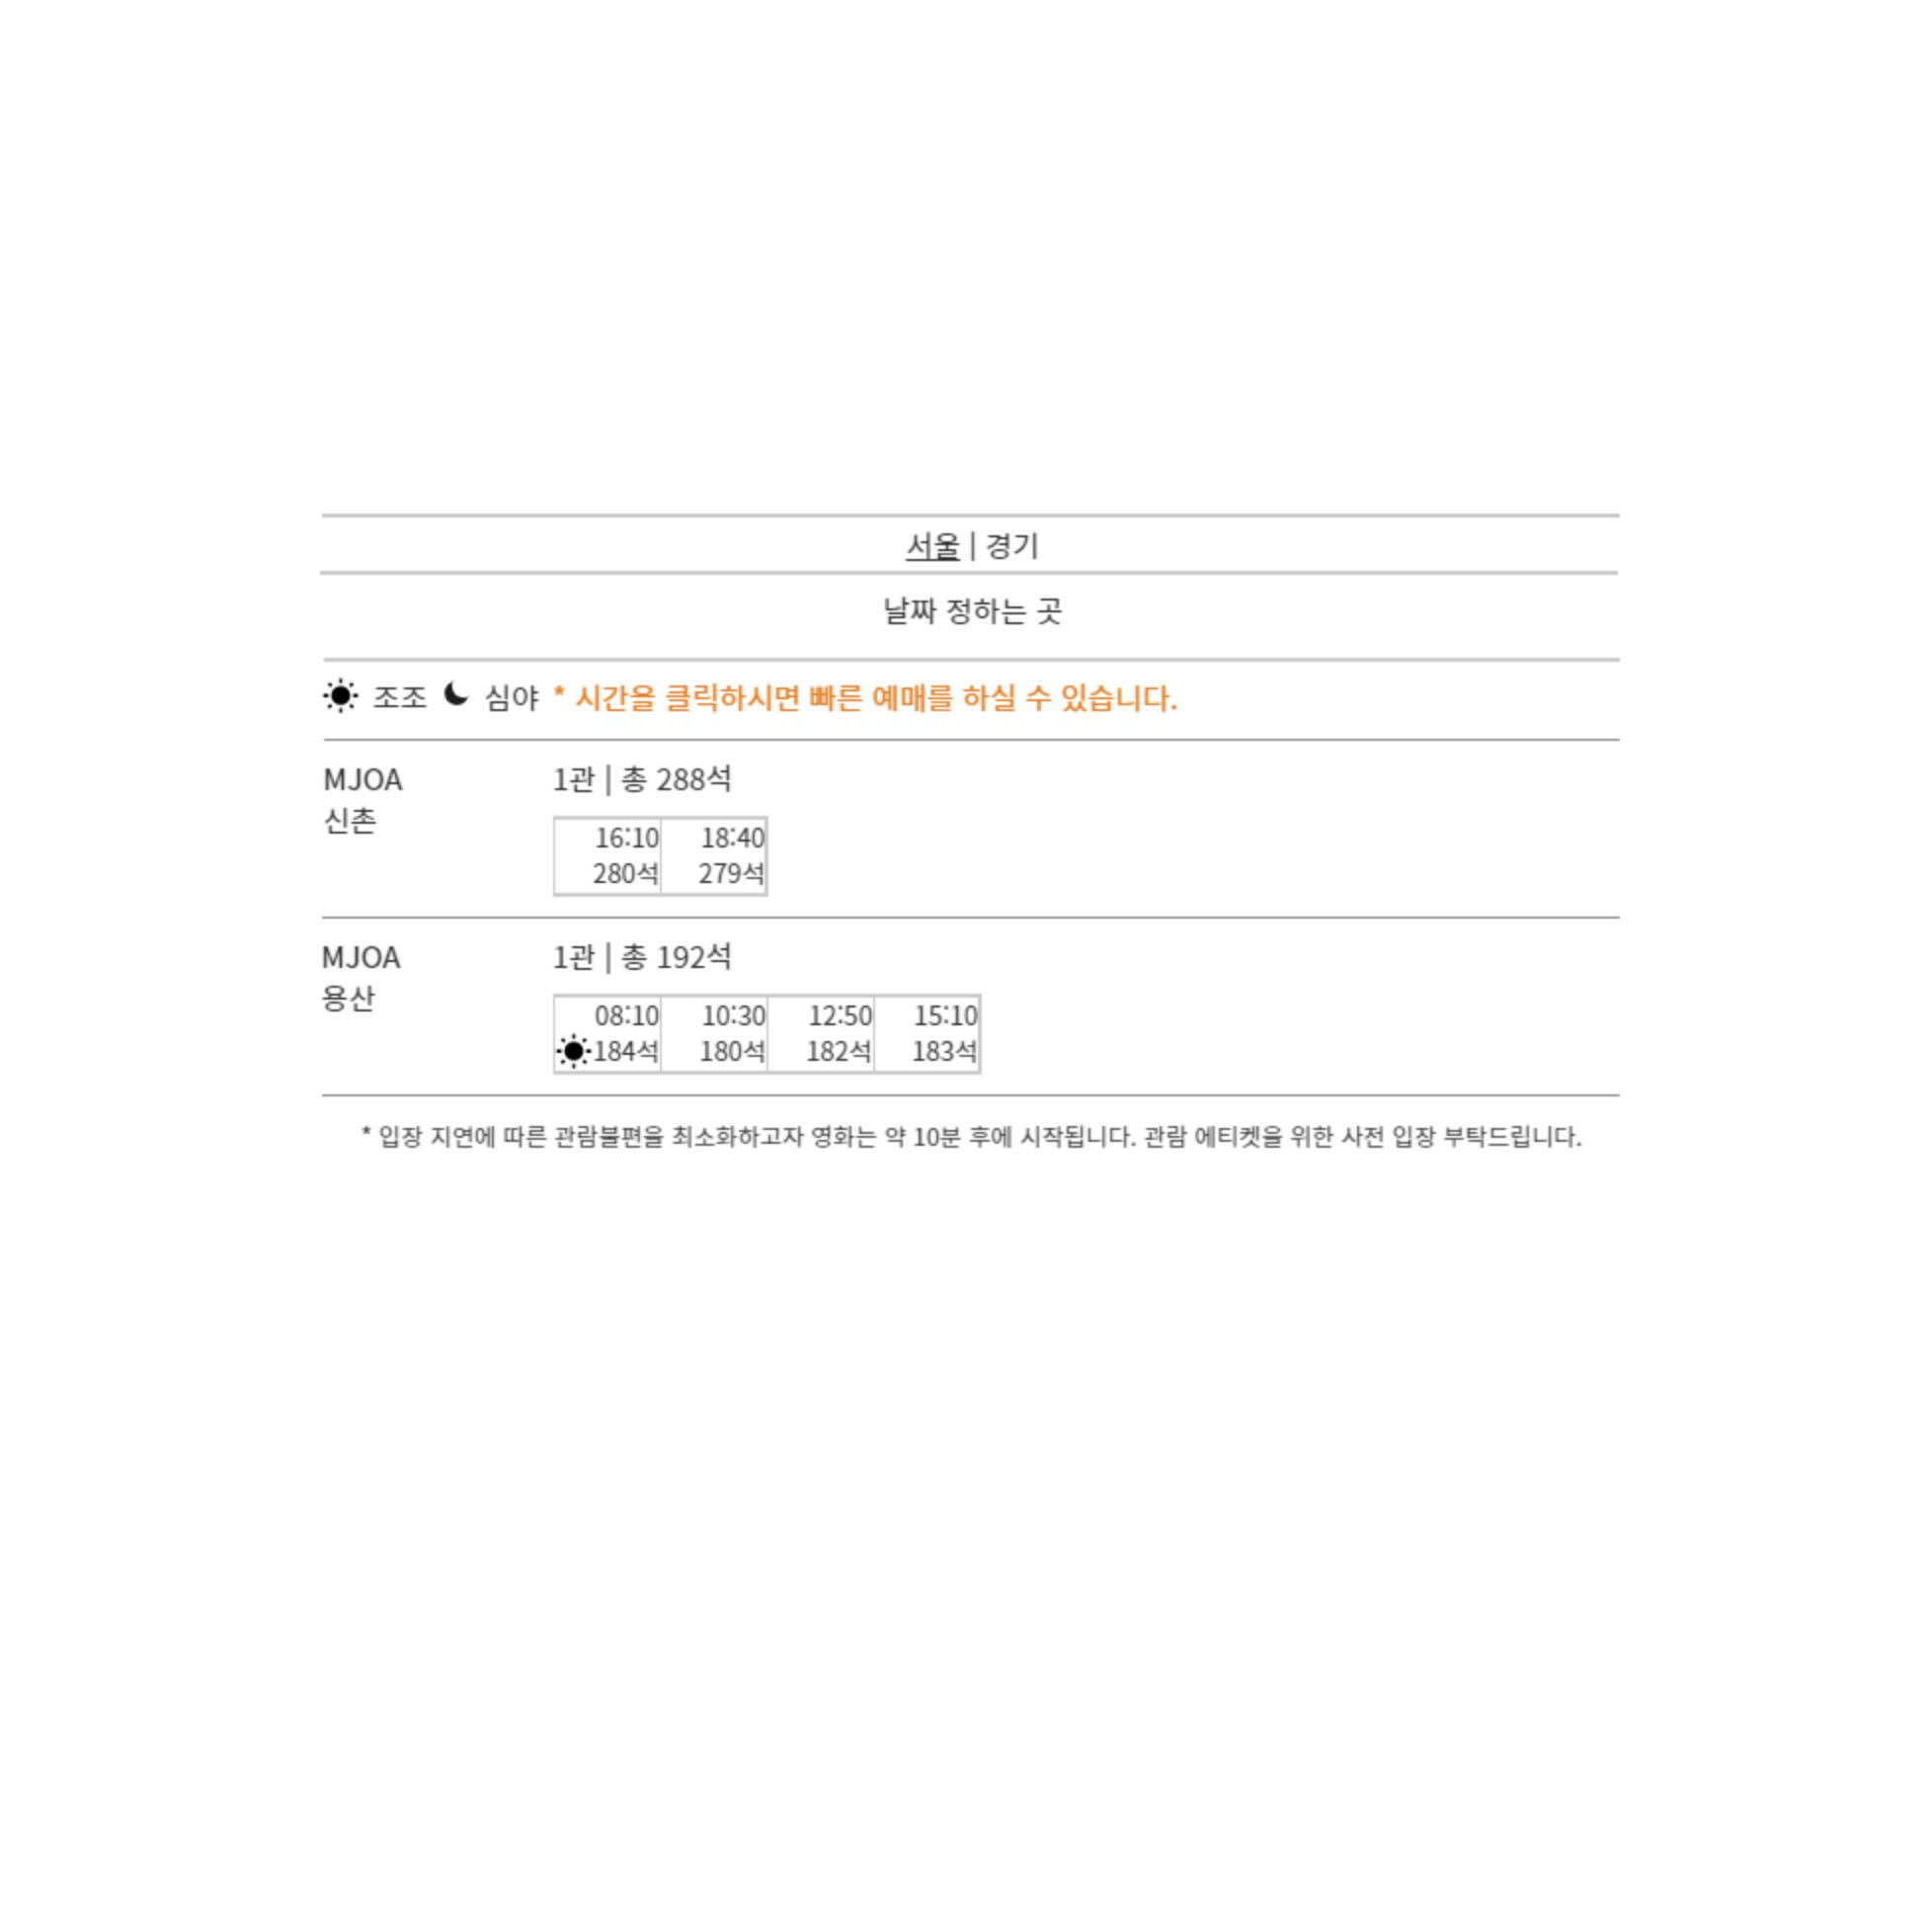 서울 | 경기
날짜 정하는 곳
조조 심야 * 시간을 클릭하시면 빠른 예매를 하실 수 있습니다.
MJOA 1관 | 총 288석
신촌
16:10 18:40
280석 279석
MJOA 1관 | 총 192석
용산
08:10 10:30 12:50 15:10
184석 180석 182석 183석
* 입장 지연에 따른 관람불편을 최소화하고자 영화는 약 10분 후에 시작됩니다. 관람 에티켓을 위한 사전 입장 부탁드립니다.